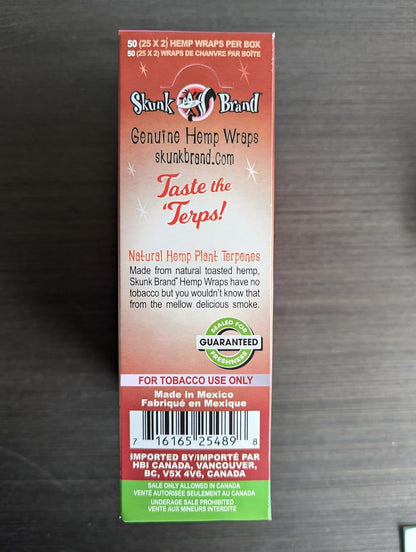 50 (25 X 2) HEMP WRAPS PER BOX
50 (25 X 2) WRAPS DE CHANVRE PAR BOÎTE
Skunk Brand
Genuine Hemp Wraps
skunkbrand.com
Taste the
'Terps!
Natural Hemp Plant Terpenes
Made from natural toasted hemp,
Skunk Brand® Hemp Wraps have no
tobacco but you wouldn't know that
from the mellow delicious smoke.
SEALED FOR
GUARANTEED
FRESHNESS
FOR TOBACCO USE ONLY
Made in Mexico
Fabriqué en Mexique
7 16165 25489 8
IMPORTED BY/IMPORTÉ PAR
HBI CANADA, VANCOUVER,
BC, V5X 4V6, CANADA
SALE ONLY ALLOWED IN CANADA
VENTE AUTORISÉE SEULEMENT AU CANADA
UNDERAGE SALE PROHIBITED
VENTE AUX MINEURS INTERDITE